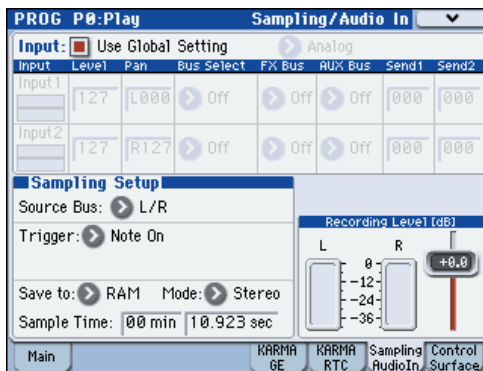 PROG P0:Play Sampling/Audio In
Input: Use Global Setting Analog
Input Level Pan Bus Select FX Bus AUX Bus Send1 Send2
Input1 127 L000 Off Off Off 000 000
Input2 127 R127 Off Off Off 000 000
Sampling Setup
Source Bus: L/R
Trigger: Note On
Save to: RAM Mode: Stereo
Sample Time: 00 min 10.923 sec
Recording Level [dB]
L R
+0.0
0
-12
-24
-36
Main KARMA GE KARMA RTC Sampling AudioIn Control Surface